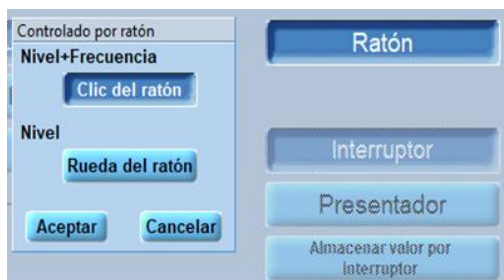 Controlado por ratón
Nivel+Frecuencia
Clic del ratón
Nivel
Rueda del ratón
Aceptar
Cancelar
Ratón
Interruptor
Presentador
Almacenar valor por
interruptor